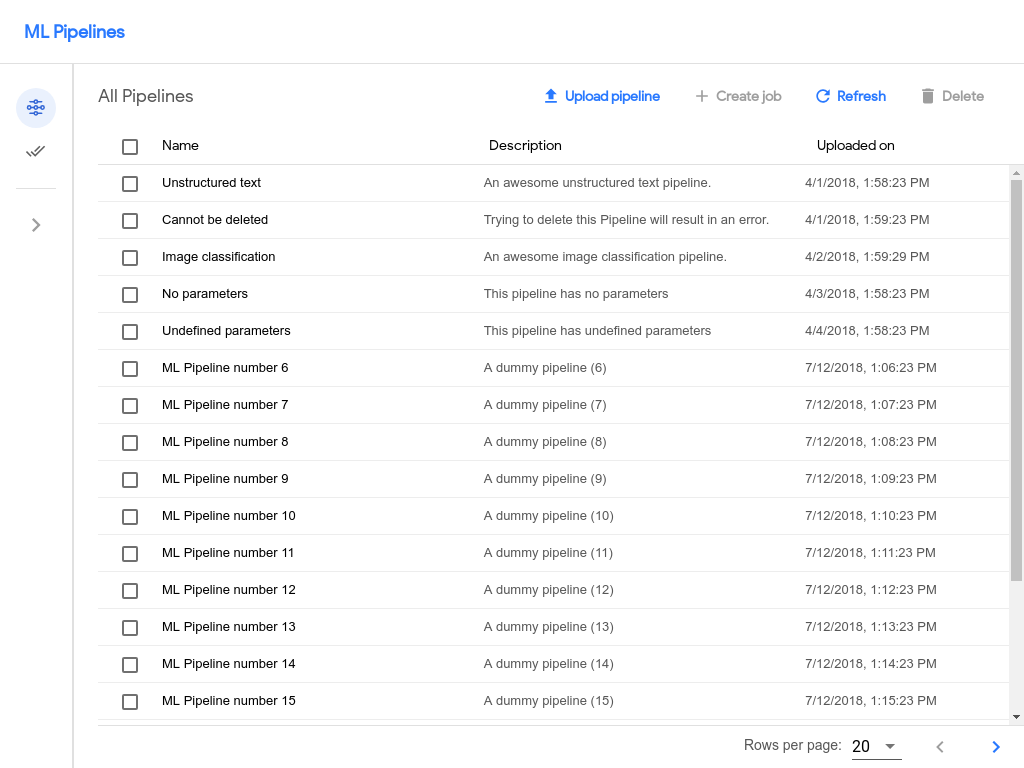 ML Pipelines
All Pipelines Upload pipeline Create job Refresh Delete
Name Description Uploaded on
Unstructured text An awesome unstructured text pipeline. 4/1/2018, 1:58:23 PM
Cannot be deleted Trying to delete this Pipeline will result in an error. 4/1/2018, 1:59:23 PM
Image classification An awesome image classification pipeline. 4/2/2018, 1:59:29 PM
No parameters This pipeline has no parameters 4/3/2018, 1:58:23 PM
Undefined parameters This pipeline has undefined parameters 4/4/2018, 1:58:23 PM
ML Pipeline number 6 A dummy pipeline (6) 7/12/2018, 1:06:23 PM
ML Pipeline number 7 A dummy pipeline (7) 7/12/2018, 1:07:23 PM
ML Pipeline number 8 A dummy pipeline (8) 7/12/2018, 1:08:23 PM
ML Pipeline number 9 A dummy pipeline (9) 7/12/2018, 1:09:23 PM
ML Pipeline number 10 A dummy pipeline (10) 7/12/2018, 1:10:23 PM
ML Pipeline number 11 A dummy pipeline (11) 7/12/2018, 1:11:23 PM
ML Pipeline number 12 A dummy pipeline (12) 7/12/2018, 1:12:23 PM
ML Pipeline number 13 A dummy pipeline (13) 7/12/2018, 1:13:23 PM
ML Pipeline number 14 A dummy pipeline (14) 7/12/2018, 1:14:23 PM
ML Pipeline number 15 A dummy pipeline (15) 7/12/2018, 1:15:23 PM
Rows per page: 20